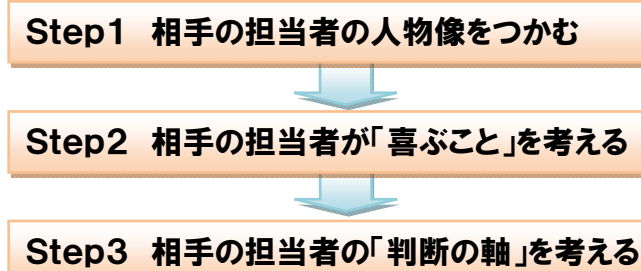 Step1 相手の担当者の人物像をつかむ
Step2 相手の担当者が「喜ぶこと」を考える
Step3 相手の担当者の「判断の軸」を考える